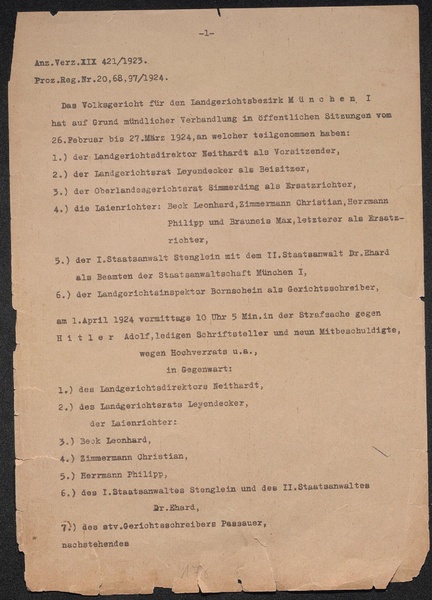 -1-
Anz.Verz.XIX 421/1923.
Proz.Reg.Nr.20,68,97/1924.
Das Volksgericht für den Landgerichtsbezirk M ü n c h e n I
hat auf Grund mündlicher Verhandlung in öffentlichen Sitzungen vom
26.Februar bis 27.März 1924,an welcher teilgenommen haben:
1.) der Landgerichtsdirektor Neithardt als Vorsitzender,
2.) der Landgerichtsrat Leyendecker als Beisitzer,
3.) der Oberlandesgerichtsrat Simmerding als Ersatzrichter,
4.) die Laienrichter: Beck Leonhard,Zimmermann Christian,Herrmann
Philipp und Brauneis Max,letzterer als Ersatz-
richter,
5.) der I.Staatsanwalt Stenglein mit dem II.Staatsanwalt Dr.Ehard
als Beamten der Staatsanwaltschaft München I,
6.) der Landgerichtsinspektor Bornschein als Gerichtsschreiber,
am 1.April 1924 vormittags 10 Uhr 5 Min.in der Strafsache gegen
H i t l e r Adolf,ledigen Schriftsteller und neun Mitbeschuldigte,
wegen Hochverrats u.a.,
in Gegenwart:
1.) des Landgerichtsdirektors Neithardt,
2.) des Landgerichtsrats Leyendecker,
der Laienrichter:
3.) Beck Leonhard,
4.) Zimmermann Christian,
5.) Herrmann Philipp,
6.) des I.Staatsanwaltes Stenglein und des II.Staatsanwaltes
Dr.Ehard,
7.) des stv.Gerichtsschreibers Passauer,
nachstehendes